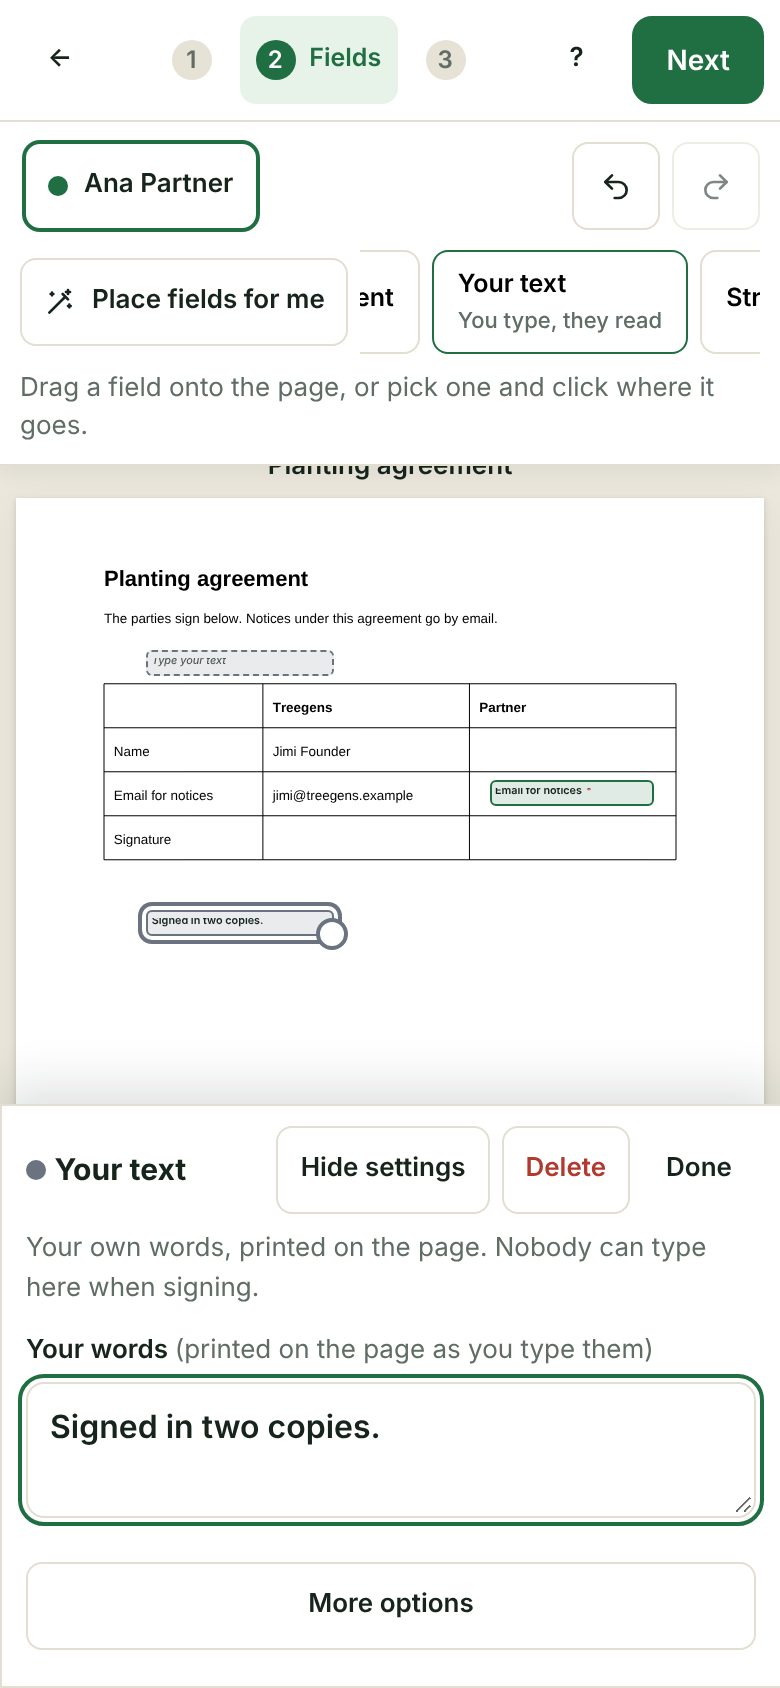 1
2 Fields
3
?
Next
Ana Partner
Place fields for me
ent
Your text
You type, they read
Str
Drag a field onto the page, or pick one and click where it
goes.
Planting agreement
Planting agreement
The parties sign below. Notices under this agreement go by email.
Type your text
Treegens Partner
Name Jimi Founder
Email for notices jimi@treegens.example Email for notices *
Signature
Signed in two copies.
Your text
Hide settings
Delete
Done
Your own words, printed on the page. Nobody can type
here when signing.
Your words (printed on the page as you type them)
Signed in two copies.
More options